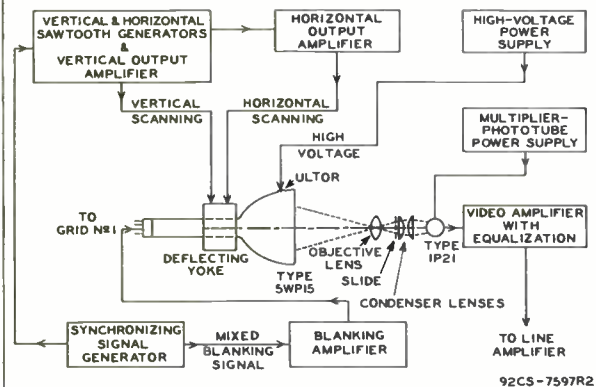 VERTICAL & HORIZONTAL
SAWTOOTH GENERATORS
&
VERTICAL OUTPUT
AMPLIFIER
HORIZONTAL
OUTPUT
AMPLIFIER
HIGH-VOLTAGE
POWER
SUPPLY
VERTICAL
SCANNING
HORIZONTAL
SCANNING
HIGH
VOLTAGE
MULTIPLIER-
PHOTOTUBE
POWER SUPPLY
ULTOR
TO
GRID Nº1
DEFLECTING
YOKE
TYPE
5WP15
OBJECTIVE
LENS
SLIDE
CONDENSER LENSES
TYPE
1P21
VIDEO AMPLIFIER
WITH
EQUALIZATION
SYNCHRONIZING
SIGNAL
GENERATOR
MIXED
BLANKING
SIGNAL
BLANKING
AMPLIFIER
TO LINE
AMPLIFIER
92CS-7597R2